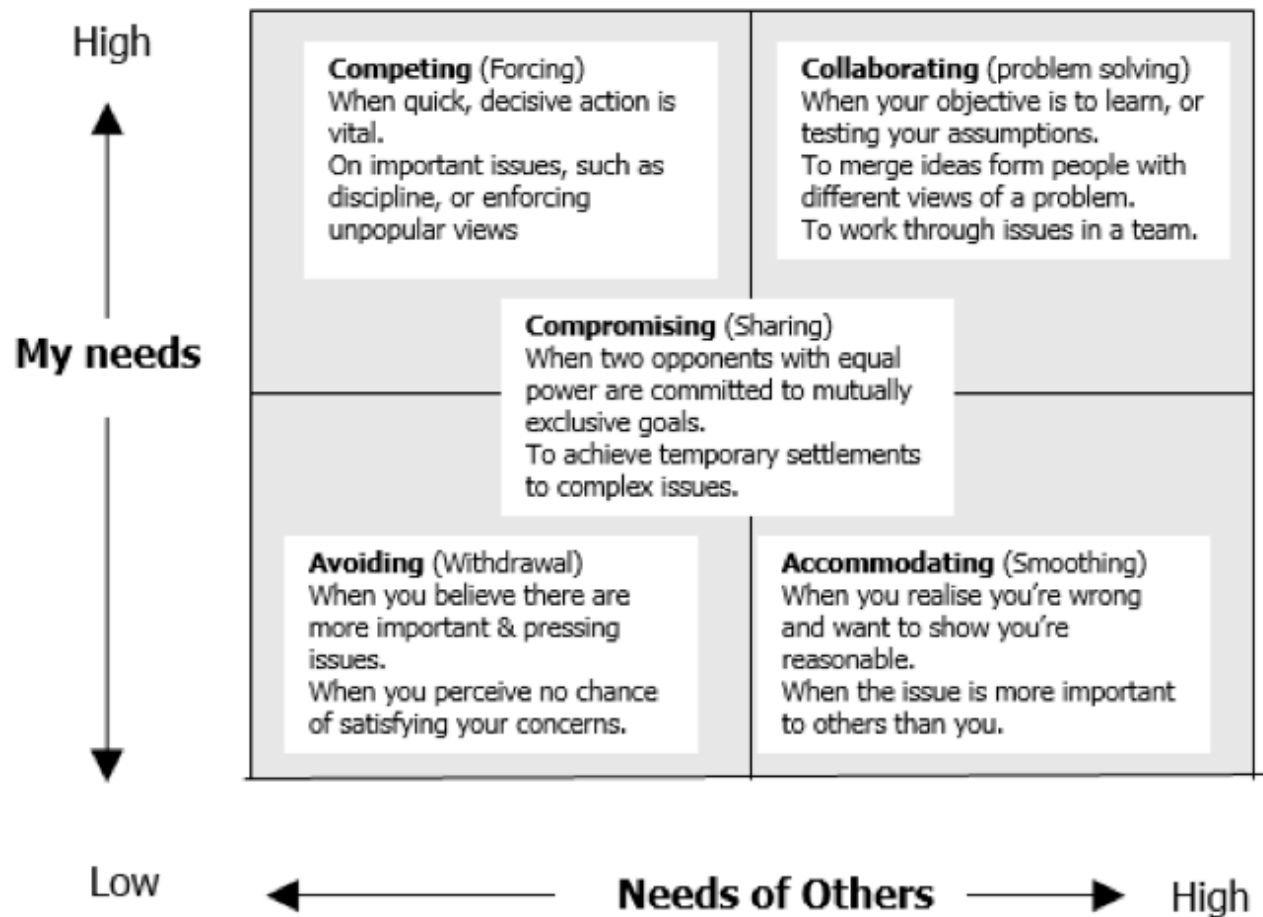 High
Competing (Forcing)
When quick, decisive action is
vital.
On important issues, such as
discipline, or enforcing
unpopular views
Collaborating (problem solving)
When your objective is to learn, or
testing your assumptions.
To merge ideas form people with
different views of a problem.
To work through issues in a team.
My needs
Compromising (Sharing)
When two opponents with equal
power are committed to mutually
exclusive goals.
To achieve temporary settlements
to complex issues.
Avoiding (Withdrawal)
When you believe there are
more important & pressing
issues.
When you perceive no chance
of satisfying your concerns.
Accommodating (Smoothing)
When you realise you're wrong
and want to show you're
reasonable.
When the issue is more important
to others than you.
Low
Needs of Others
High